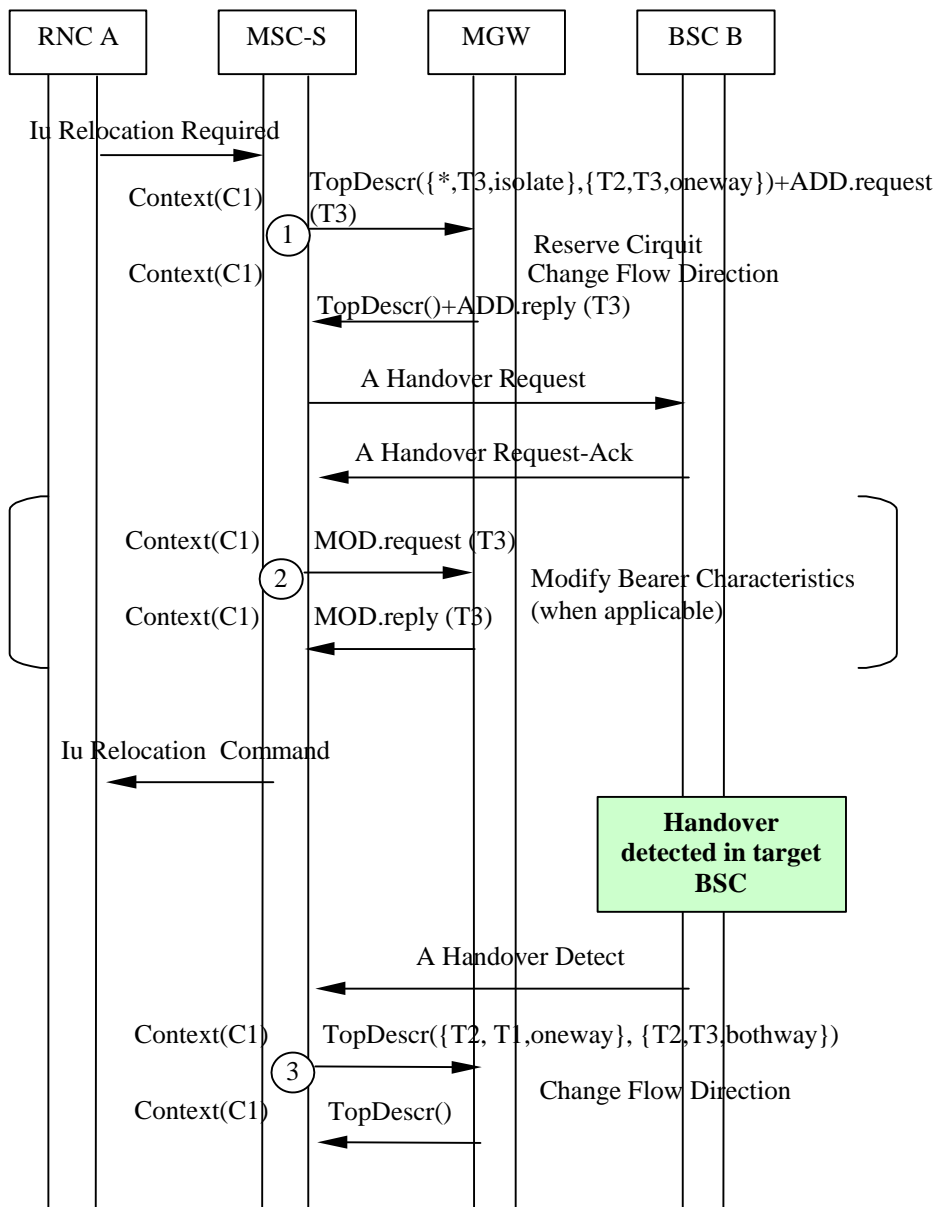 RNC A
MSC-S
MGW
BSC B
Iu Relocation Required
Context(C1)
TopDescr({*,T3,isolate},{T2,T3,oneway})+ADD.request
(T3)
1
Reserve Cirquit
Context(C1)
Change Flow Direction
TopDescr()+ADD.reply (T3)
A Handover Request
A Handover Request-Ack
Context(C1)
MOD.request (T3)
2
Modify Bearer Characteristics
(when applicable)
Context(C1)
MOD.reply (T3)
Iu Relocation  Command
Handover
detected in target
BSC
A Handover Detect
Context(C1)
TopDescr({T2, T1,oneway}, {T2,T3,bothway})
3
Change Flow Direction
Context(C1)
TopDescr()